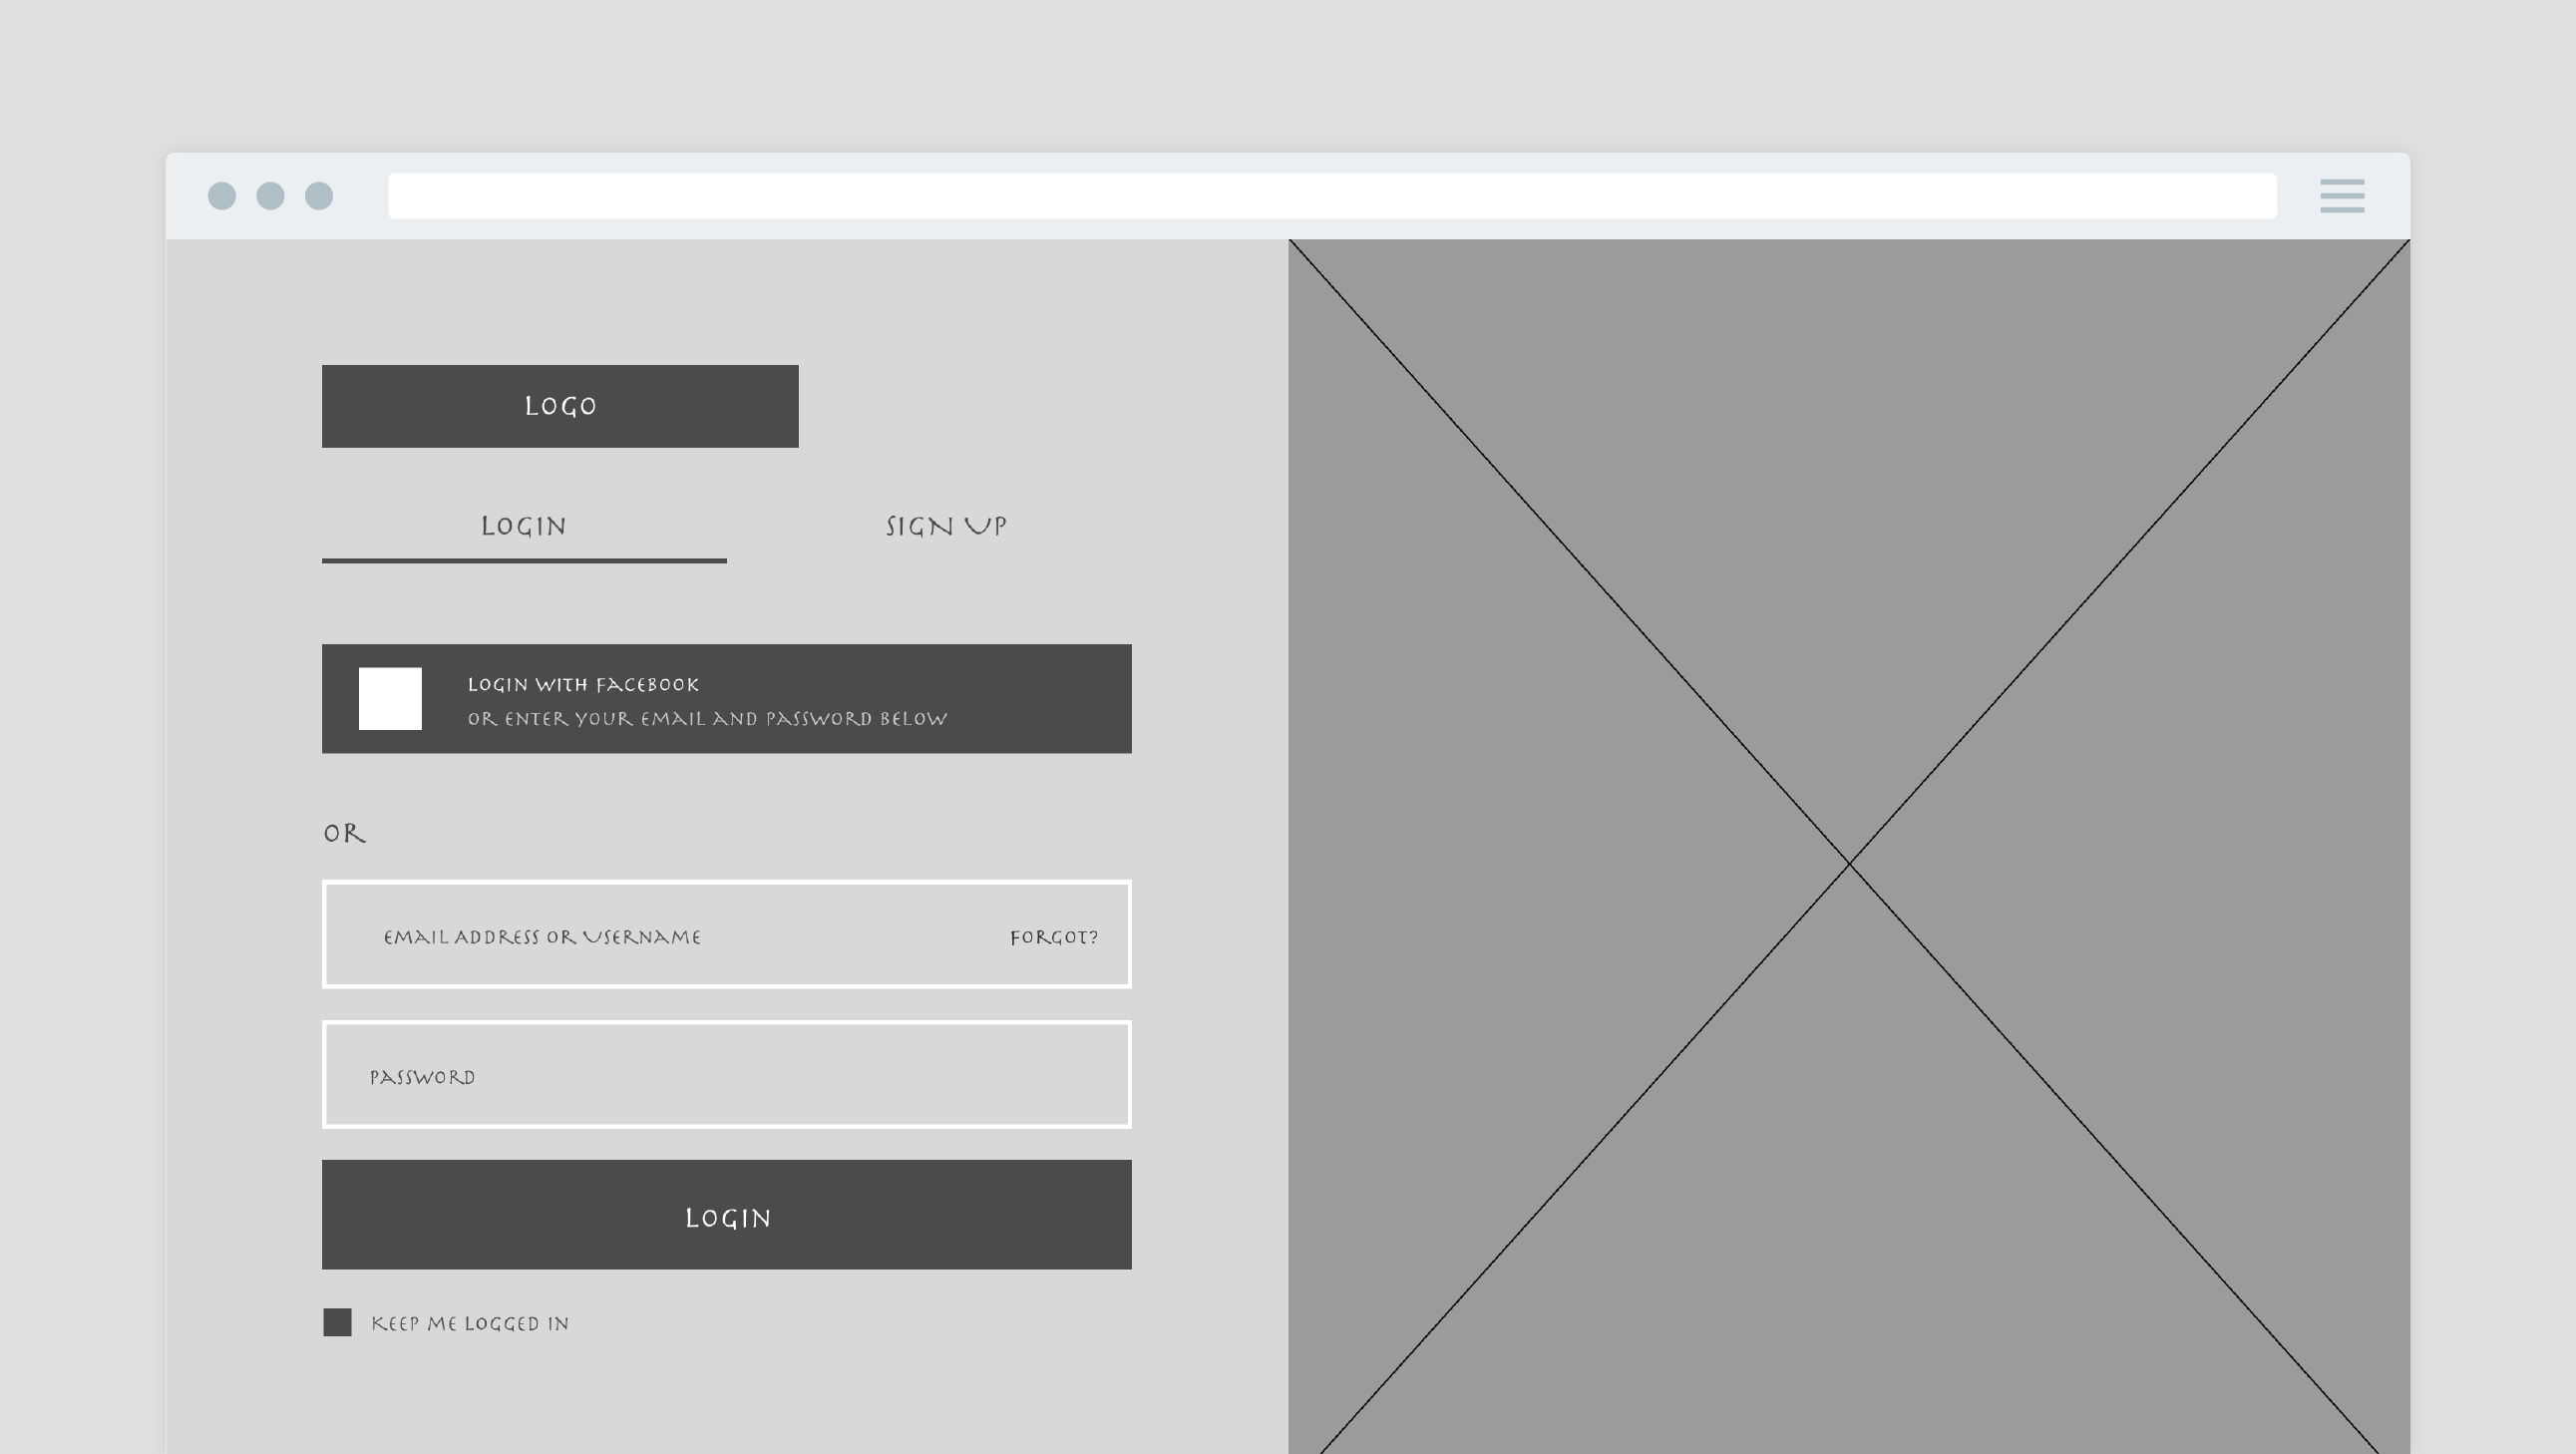 LOGO
LOGIN
SIGN UP
LOGIN WITH FACEBOOK
OR ENTER YOUR EMAIL AND PASSWORD BELOW
OR
EMAIL ADDRESS OR USERNAME
FORGOT?
PASSWORD
LOGIN
KEEP ME LOGGED IN